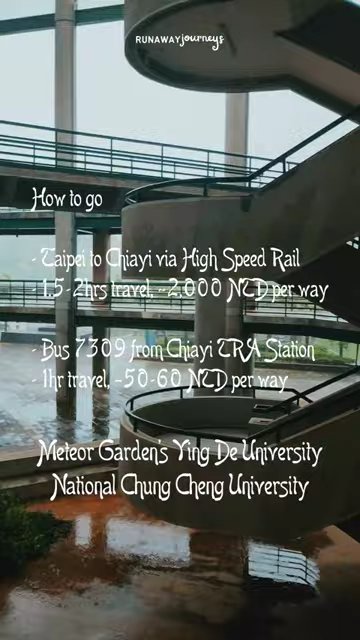 RUNAWAYjourneys
How to go
- Taipei to Chiayi via High Speed Rail
- 1.5-2hrs travel, ~2,000 NTD per way
- Bus 7309 from Chiayi TRA Station
- 1hr travel, ~50-60 NTD per way
Meteor Garden's Ying De University
National Chung Cheng University